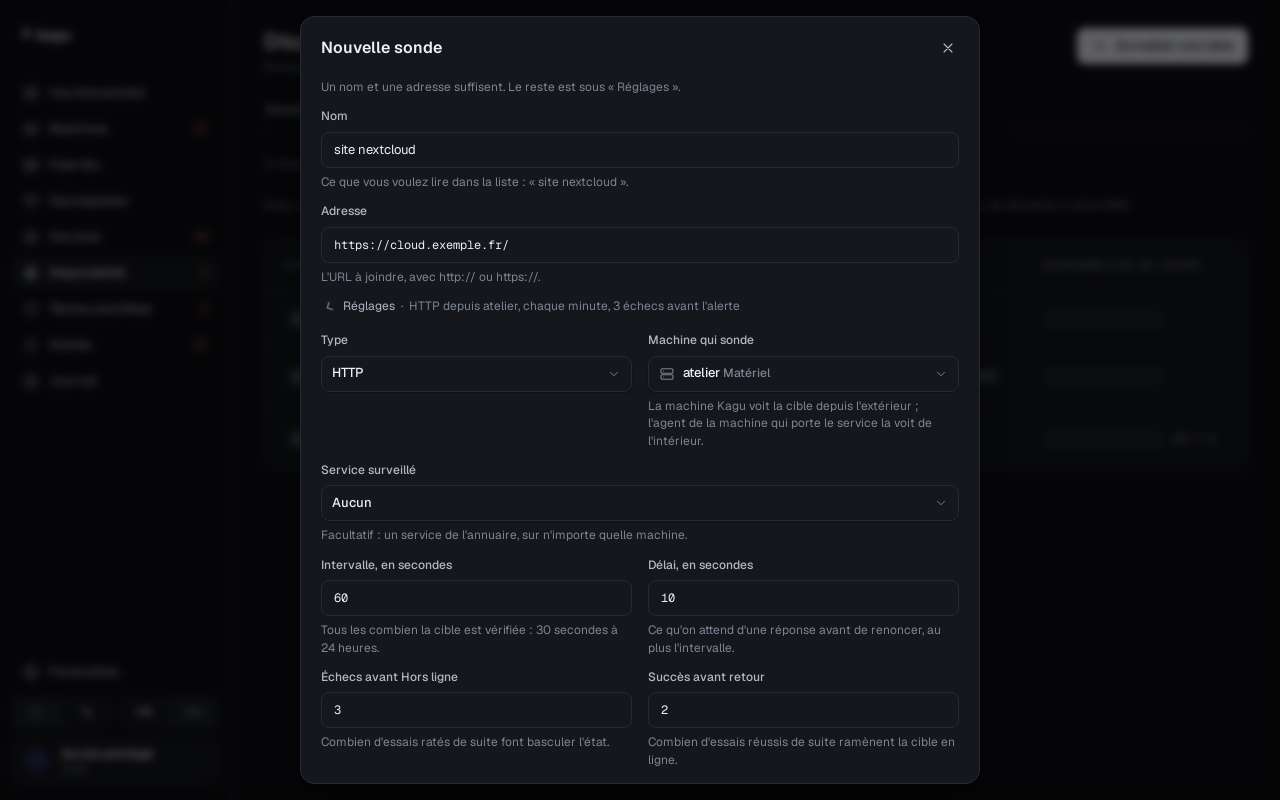 Nouvelle sonde
Un nom et une adresse suffisent. Le reste est sous « Réglages ».
Nom
site nextcloud
Ce que vous voulez lire dans la liste : « site nextcloud ».
Adresse
https://cloud.exemple.fr/
L'URL à joindre, avec http:// ou https://.
Réglages · HTTP depuis atelier, chaque minute, 3 échecs avant l'alerte
Type
HTTP
Machine qui sonde
atelier Matériel
La machine Kagu voit la cible depuis l'extérieur ;
l'agent de la machine qui porte le service la voit de
l'intérieur.
Service surveillé
Aucun
Facultatif : un service de l'annuaire, sur n'importe quelle machine.
Intervalle, en secondes
60
Tous les combien la cible est vérifiée : 30 secondes à
24 heures.
Délai, en secondes
10
Ce qu'on attend d'une réponse avant de renoncer, au
plus l'intervalle.
Échecs avant Hors ligne
3
Combien d'essais ratés de suite font basculer l'état.
Succès avant retour
2
Combien d'essais réussis de suite ramènent la cible en
ligne.